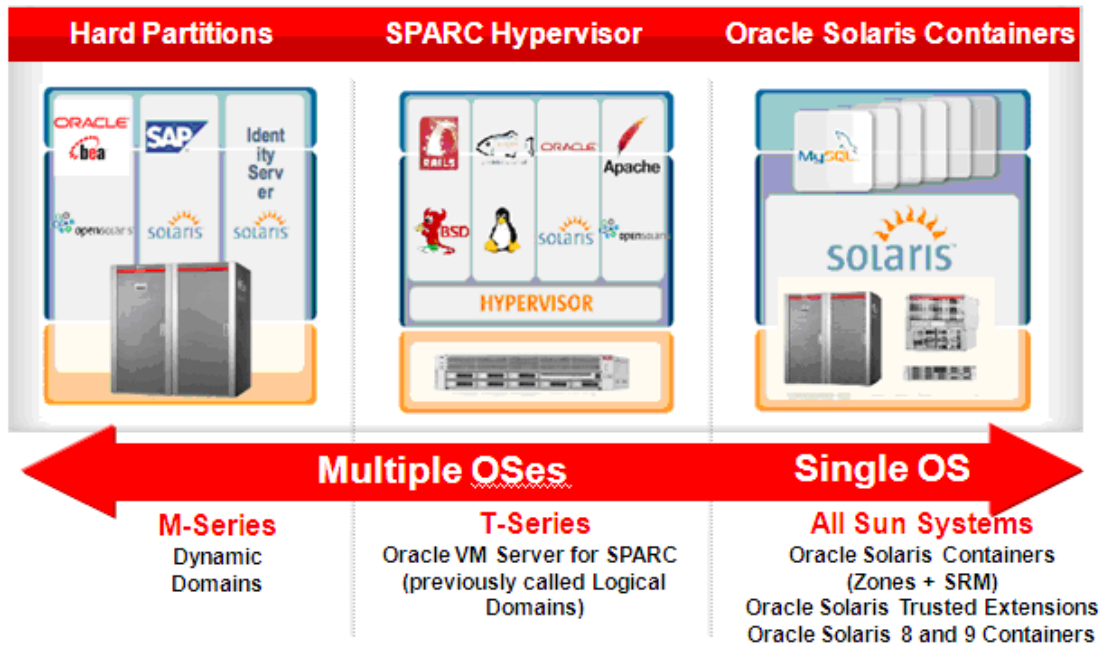 Hard Partitions
SPARC Hypervisor
Oracle Solaris Containers
ORACLE
bea
SAP
Ident
ity
Serv
er
opensolaris
solaris
solaris
RAILS
ORACLE
Apache
BSD
solaris
opensolaris
HYPERVISOR
MySQL
solaris
Multiple OSes
Single OS
M-Series
Dynamic
Domains
T-Series
Oracle VM Server for SPARC
(previously called Logical
Domains)
All Sun Systems
Oracle Solaris Containers
(Zones + SRM)
Oracle Solaris Trusted Extensions
Oracle Solaris 8 and 9 Containers